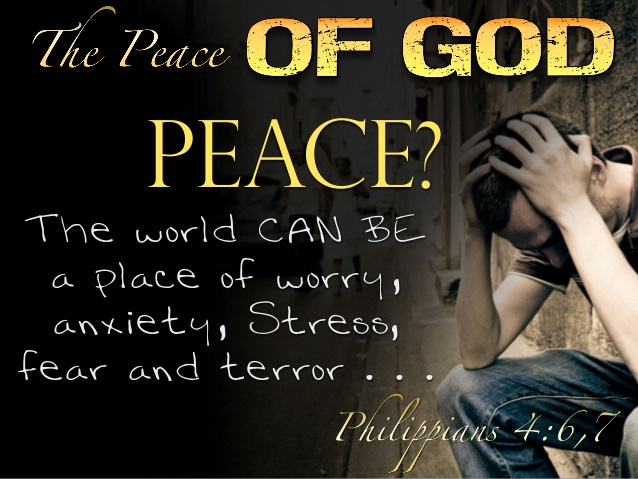 The Peace OF GOD
PEACE?
The world CAN BE
a place of worry,
anxiety, Stress,
fear and terror . . .
Philippians 4:6,7